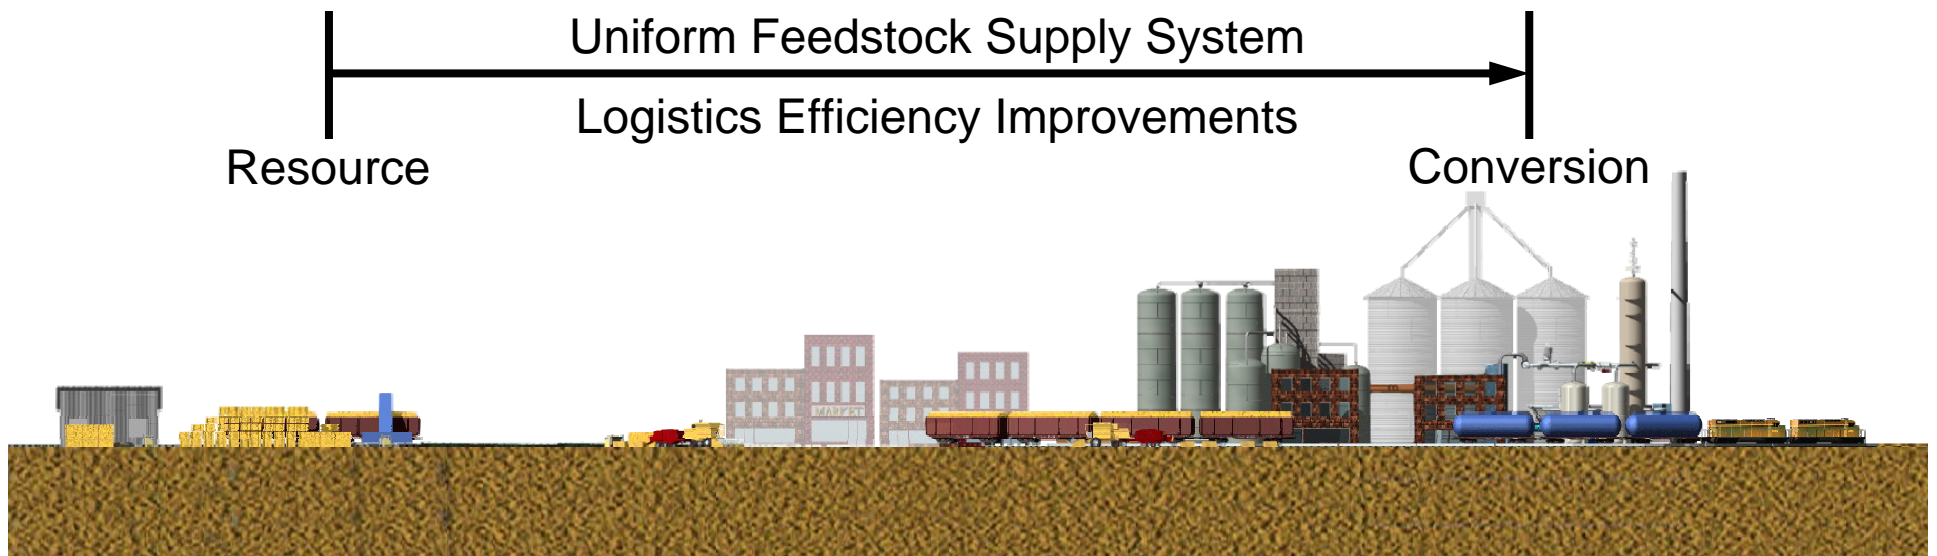 Uniform Feedstock Supply System
Logistics Efficiency Improvements
Resource
Conversion
MARKET